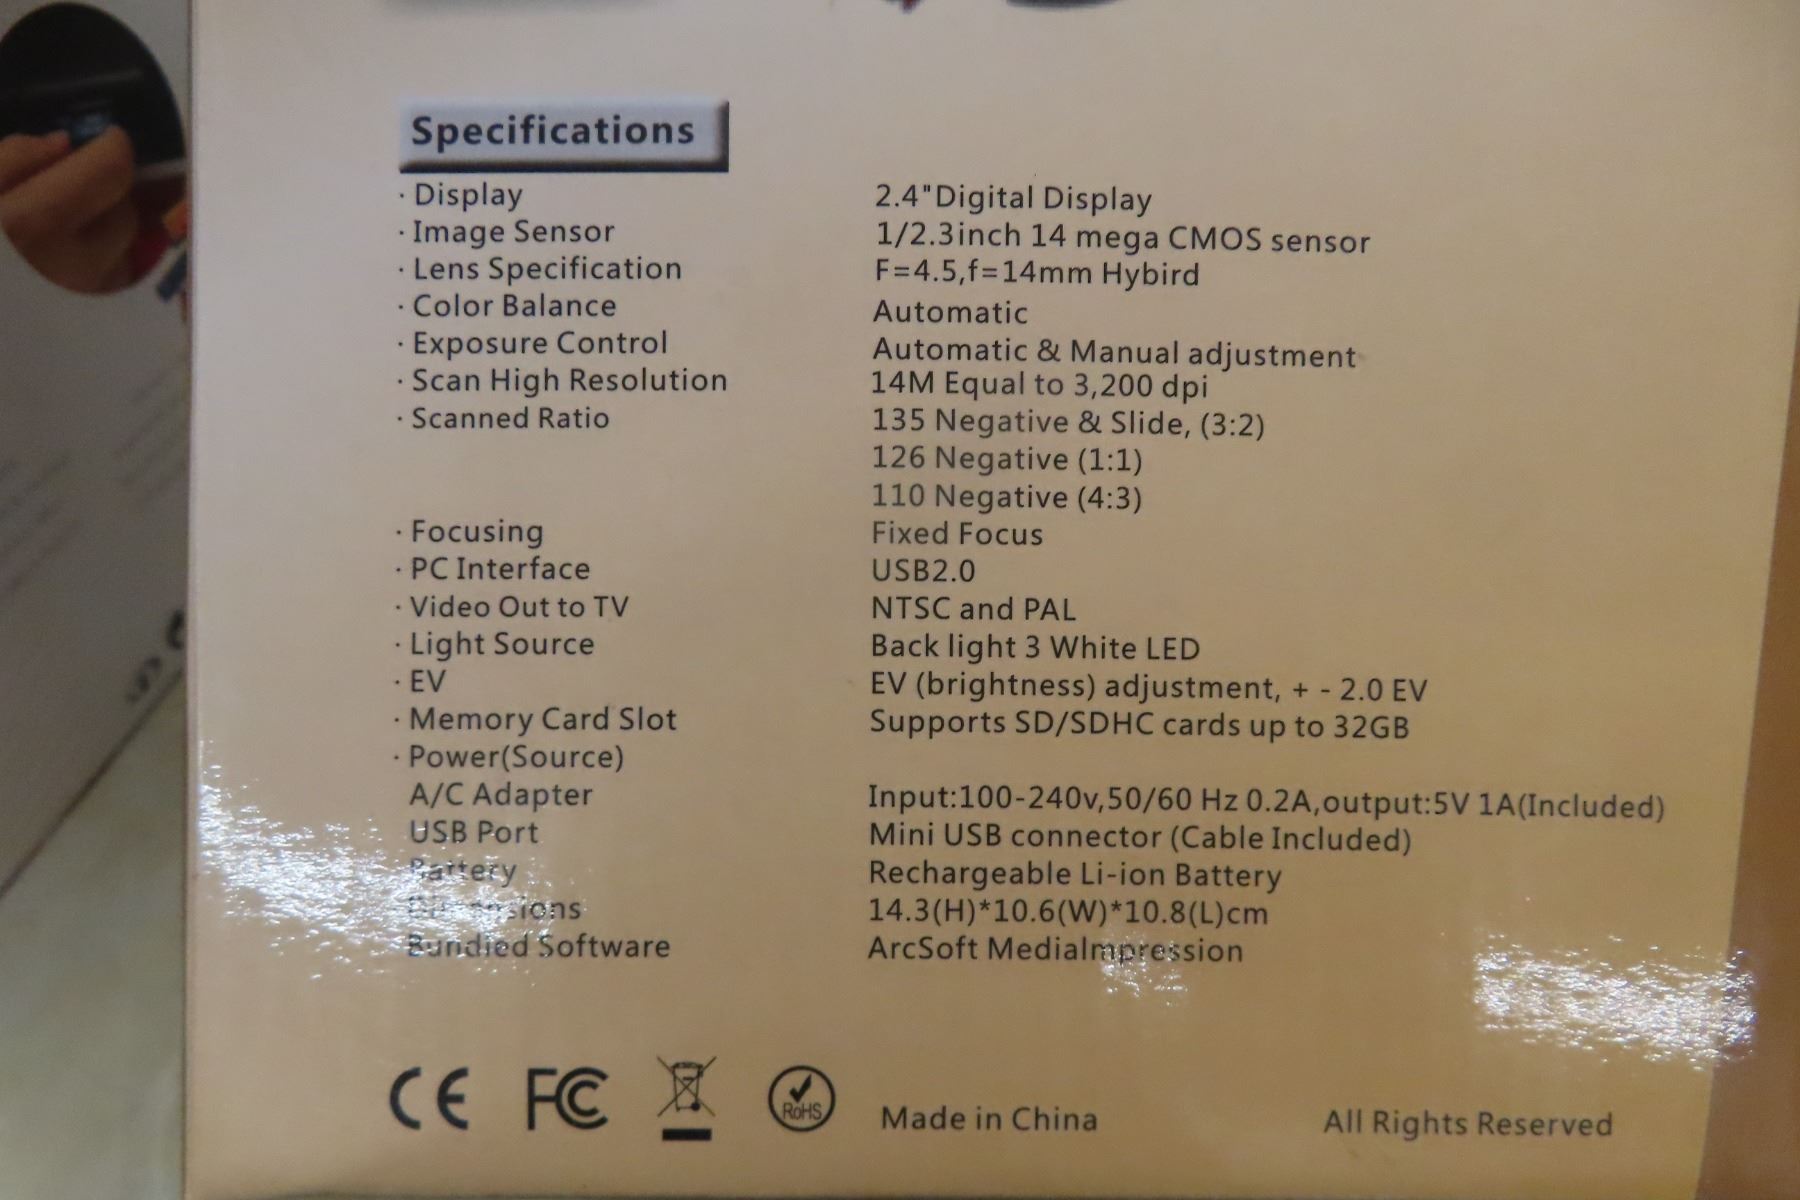 Specifications
· Display 2.4"Digital Display
· Image Sensor 1/2.3inch 14 mega CMOS sensor
· Lens Specification F=4.5,f=14mm Hybird
· Color Balance Automatic
· Exposure Control Automatic & Manual adjustment
· Scan High Resolution 14M Equal to 3,200 dpi
· Scanned Ratio 135 Negative & Slide, (3:2)
126 Negative (1:1)
110 Negative (4:3)
· Focusing Fixed Focus
· PC Interface USB2.0
· Video Out to TV NTSC and PAL
· Light Source Back light 3 White LED
· EV EV (brightness) adjustment, + - 2.0 EV
· Memory Card Slot Supports SD/SDHC cards up to 32GB
· Power(Source)
A/C Adapter Input:100-240v,50/60 Hz 0.2A,output:5V 1A(Included)
USB Port Mini USB connector (Cable Included)
Battery Rechargeable Li-ion Battery
Dimensions 14.3(H)*10.6(W)*10.8(L)cm
Bundied Software ArcSoft MediaImpression
CE FC RoHS Made in China All Rights Reserved